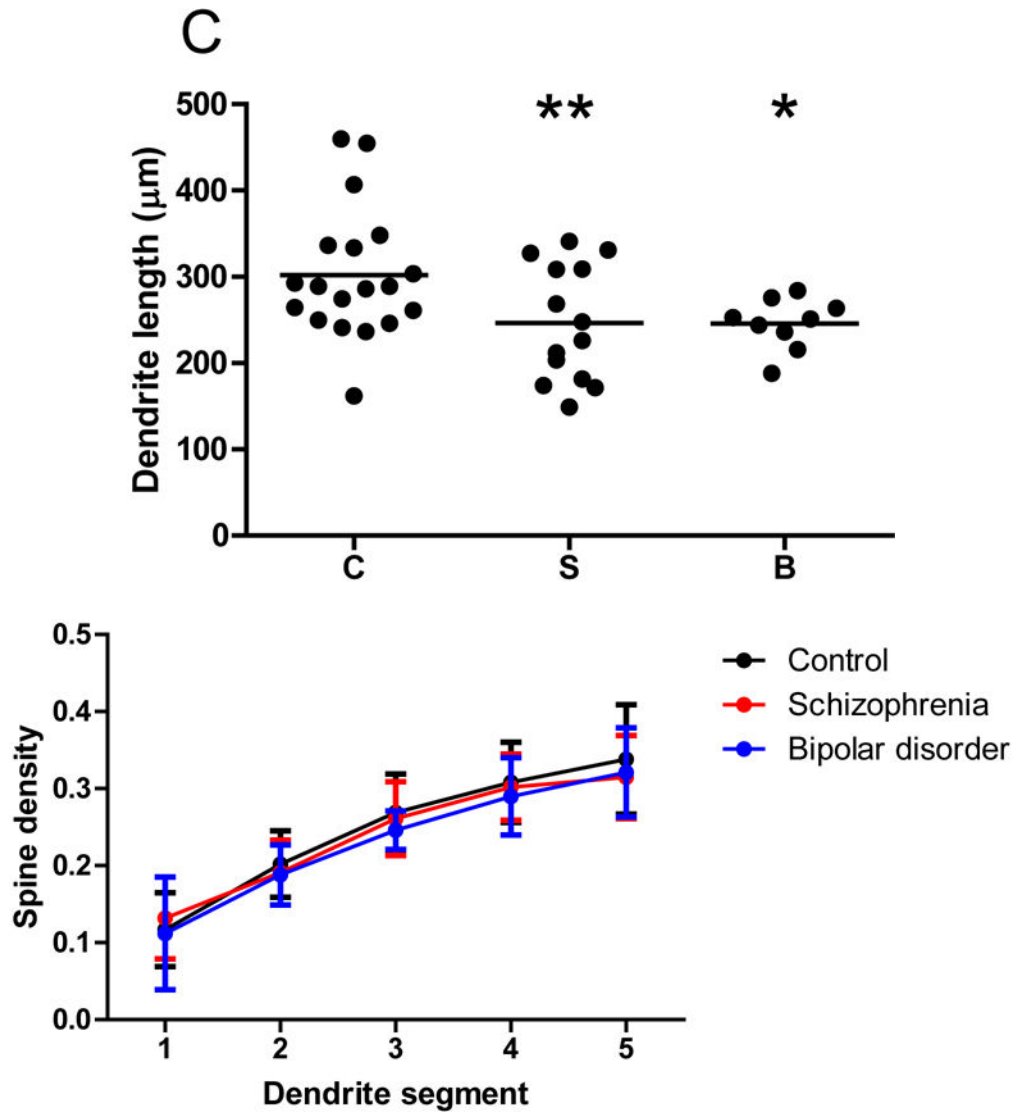 C
Dendrite length (μm)
500
400
300
200
100
0
**
*
C
S
B
Spine density
0.5
0.4
0.3
0.2
0.1
0.0
1
2
3
4
5
Dendrite segment
Control
Schizophrenia
Bipolar disorder